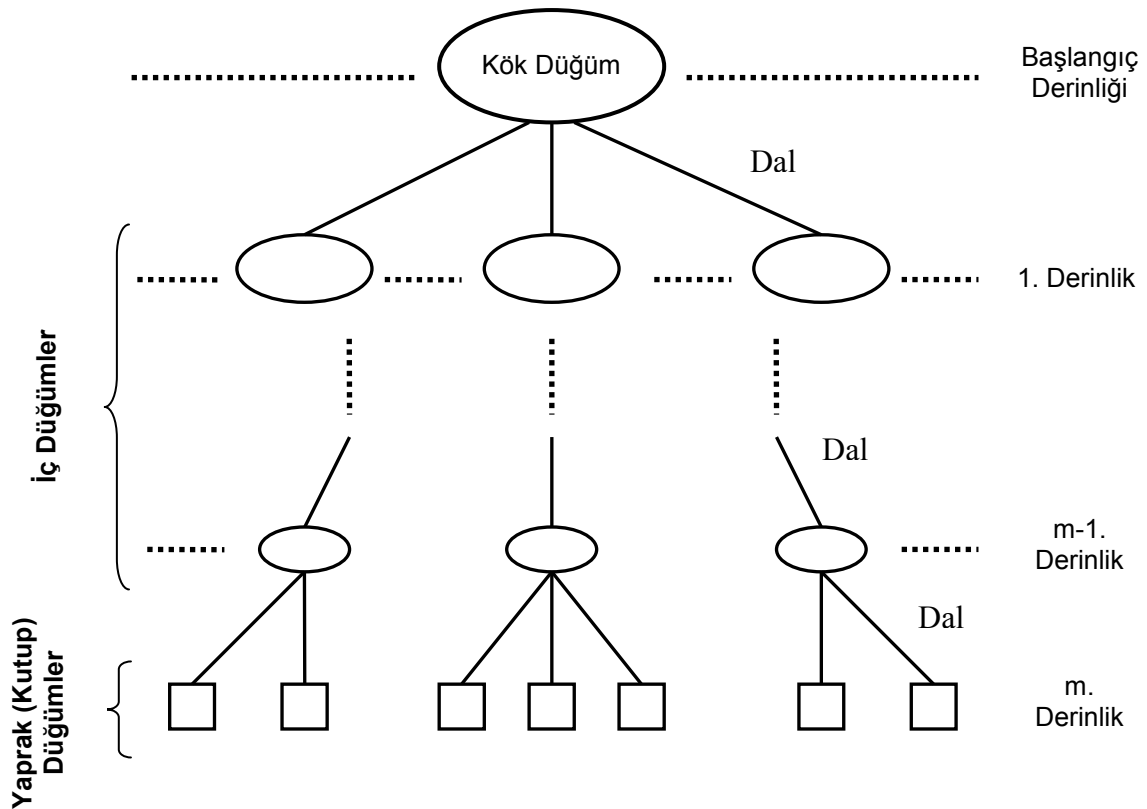 Kök Düğüm
Başlangıç
Derinliği
Dal
1. Derinlik
İç Düğümler
Dal
m-1.
Derinlik
Dal
Yaprak (Kutup)
Düğümler
m.
Derinlik